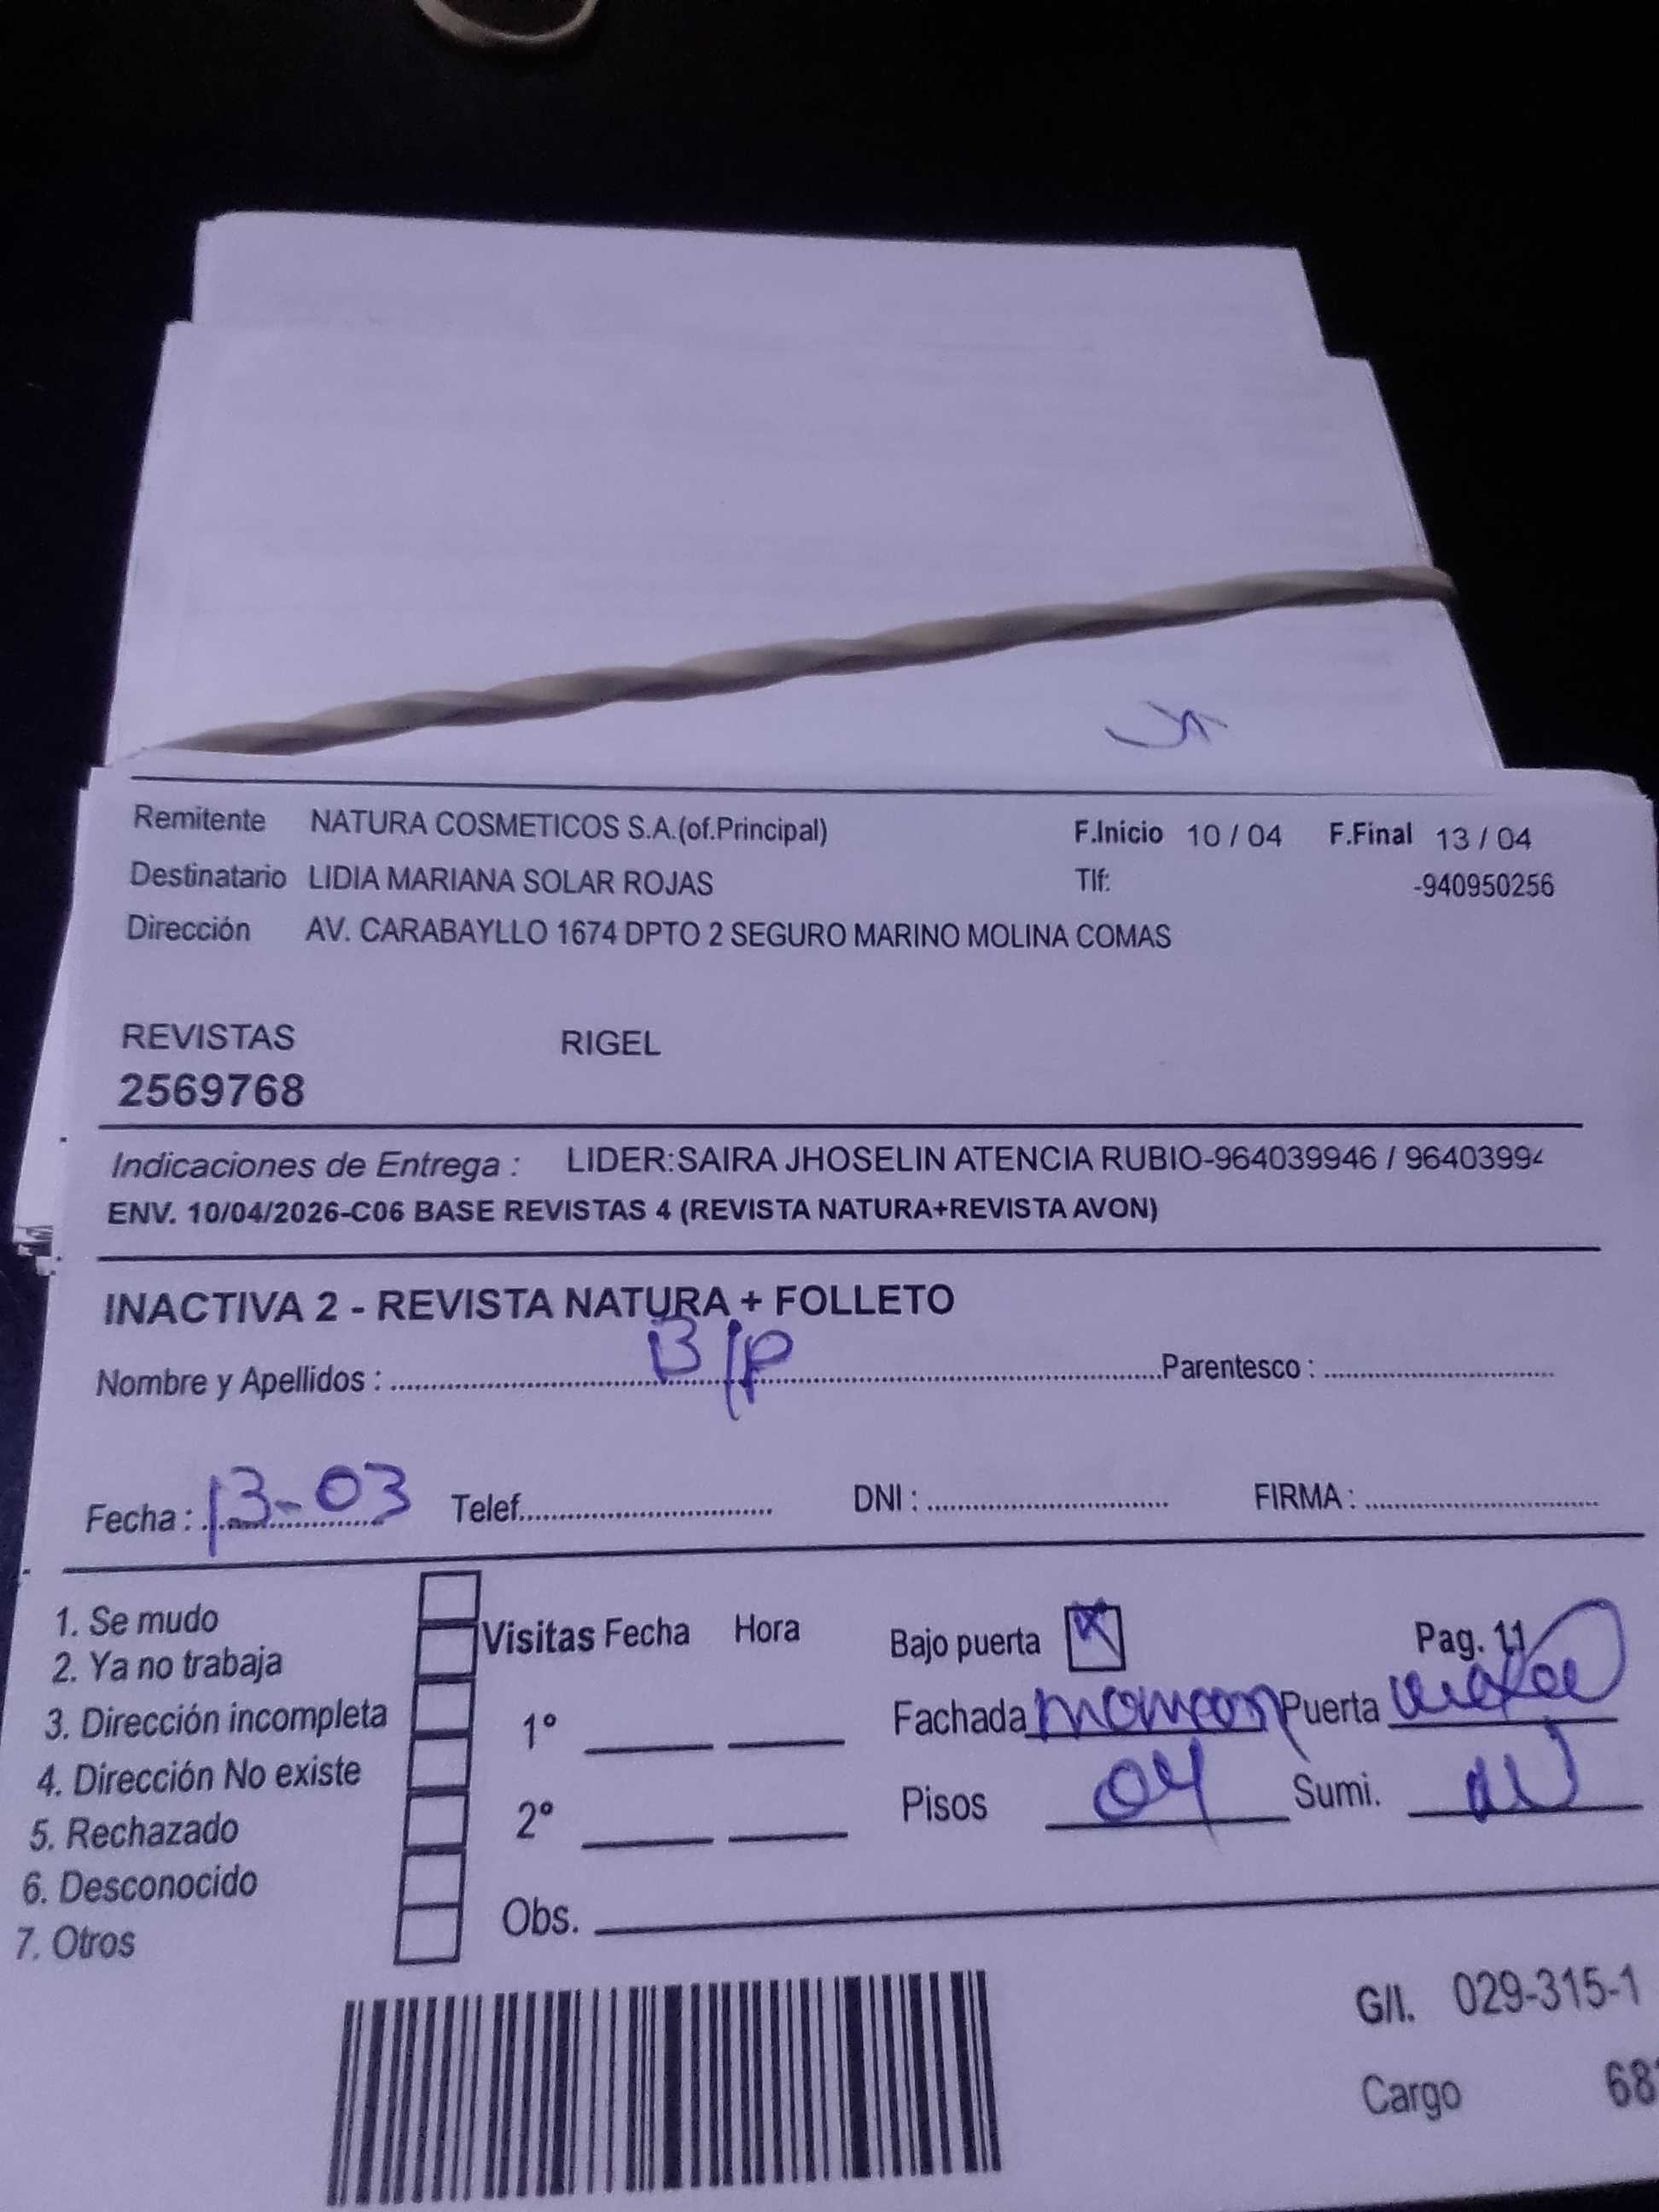 Remitente NATURA COSMETICOS S.A.(of.Principal) F.Inicio 10 / 04 F.Final 13 / 04
Destinatario LIDIA MARIANA SOLAR ROJAS Tlf: -940950256
Dirección AV. CARABAYLLO 1674 DPTO 2 SEGURO MARINO MOLINA COMAS
REVISTAS RIGEL
2569768
Indicaciones de Entrega : LIDER:SAIRA JHOSELIN ATENCIA RUBIO-964039946 / 9640399
ENV. 10/04/2026-C06 BASE REVISTAS 4 (REVISTA NATURA+REVISTA AVON)
INACTIVA 2 - REVISTA NATURA + FOLLETO
Nombre y Apellidos : B/P Parentesco :
Fecha : 13-03 Telef. DNI : FIRMA :
1. Se mudo
2. Ya no trabaja
3. Dirección incompleta
4. Dirección No existe
5. Rechazado
6. Desconocido
7. Otros
Visitas Fecha Hora
1º
2º
Obs.
Bajo puerta X Pag. 11
Fachada Puerta
Pisos 04 Sumi.
G/l. 029-315-1
Cargo 68